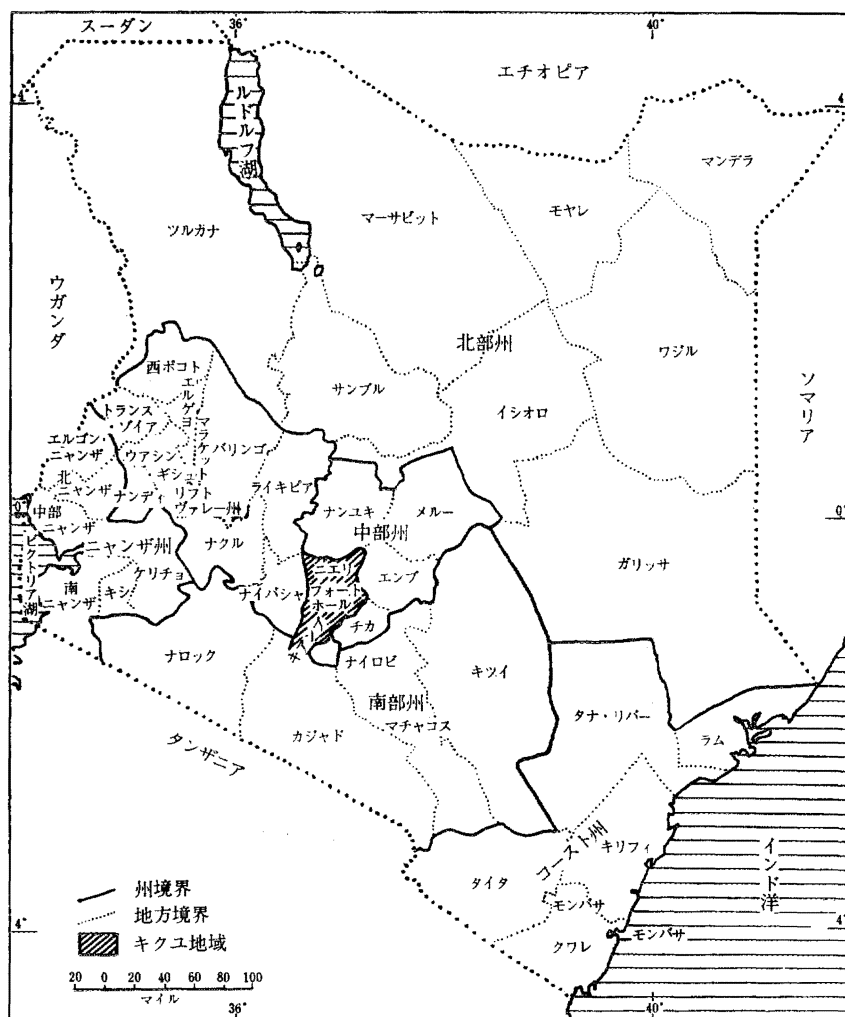 スーダン
36°
40°
エチオピア
4°
4
ルドルフ湖
マンデラ
モヤレ
マーサビット
ツルカナ
ウガンダ
北部州
ワジル
ソマリア
西ポコト
エルゲヨ
マラケット
サンブル
イシオロ
トランス
ゾイア
エルゴン
ニャンザ
ウアシン
ギシュ
バリンゴ
北
ニャンザ
ナンディ
リフト
ヴァレー州
ライキピア
ナンユキ
メルー
中部州
0°
0°
中部
ニャンザ
ニャンザ州
ナクル
ガリッサ
ビクトリア湖
ケリチョ
ニエリ
エンブ
南
ニャンザ
キシ
ナイバシャ
フォート
ホール
チカ
ナロック
ナイロビ
キツイ
南部州
タナ・リバー
カジャド
マチャコス
ラム
タンザニア
コースト州
キリフィ
インド洋
タイタ
モンバサ
モンバサ
クワレ
州境界
地方境界
キクユ地域
4°
4°
20 0 20 40 60 80 100
マイル
36°
40°